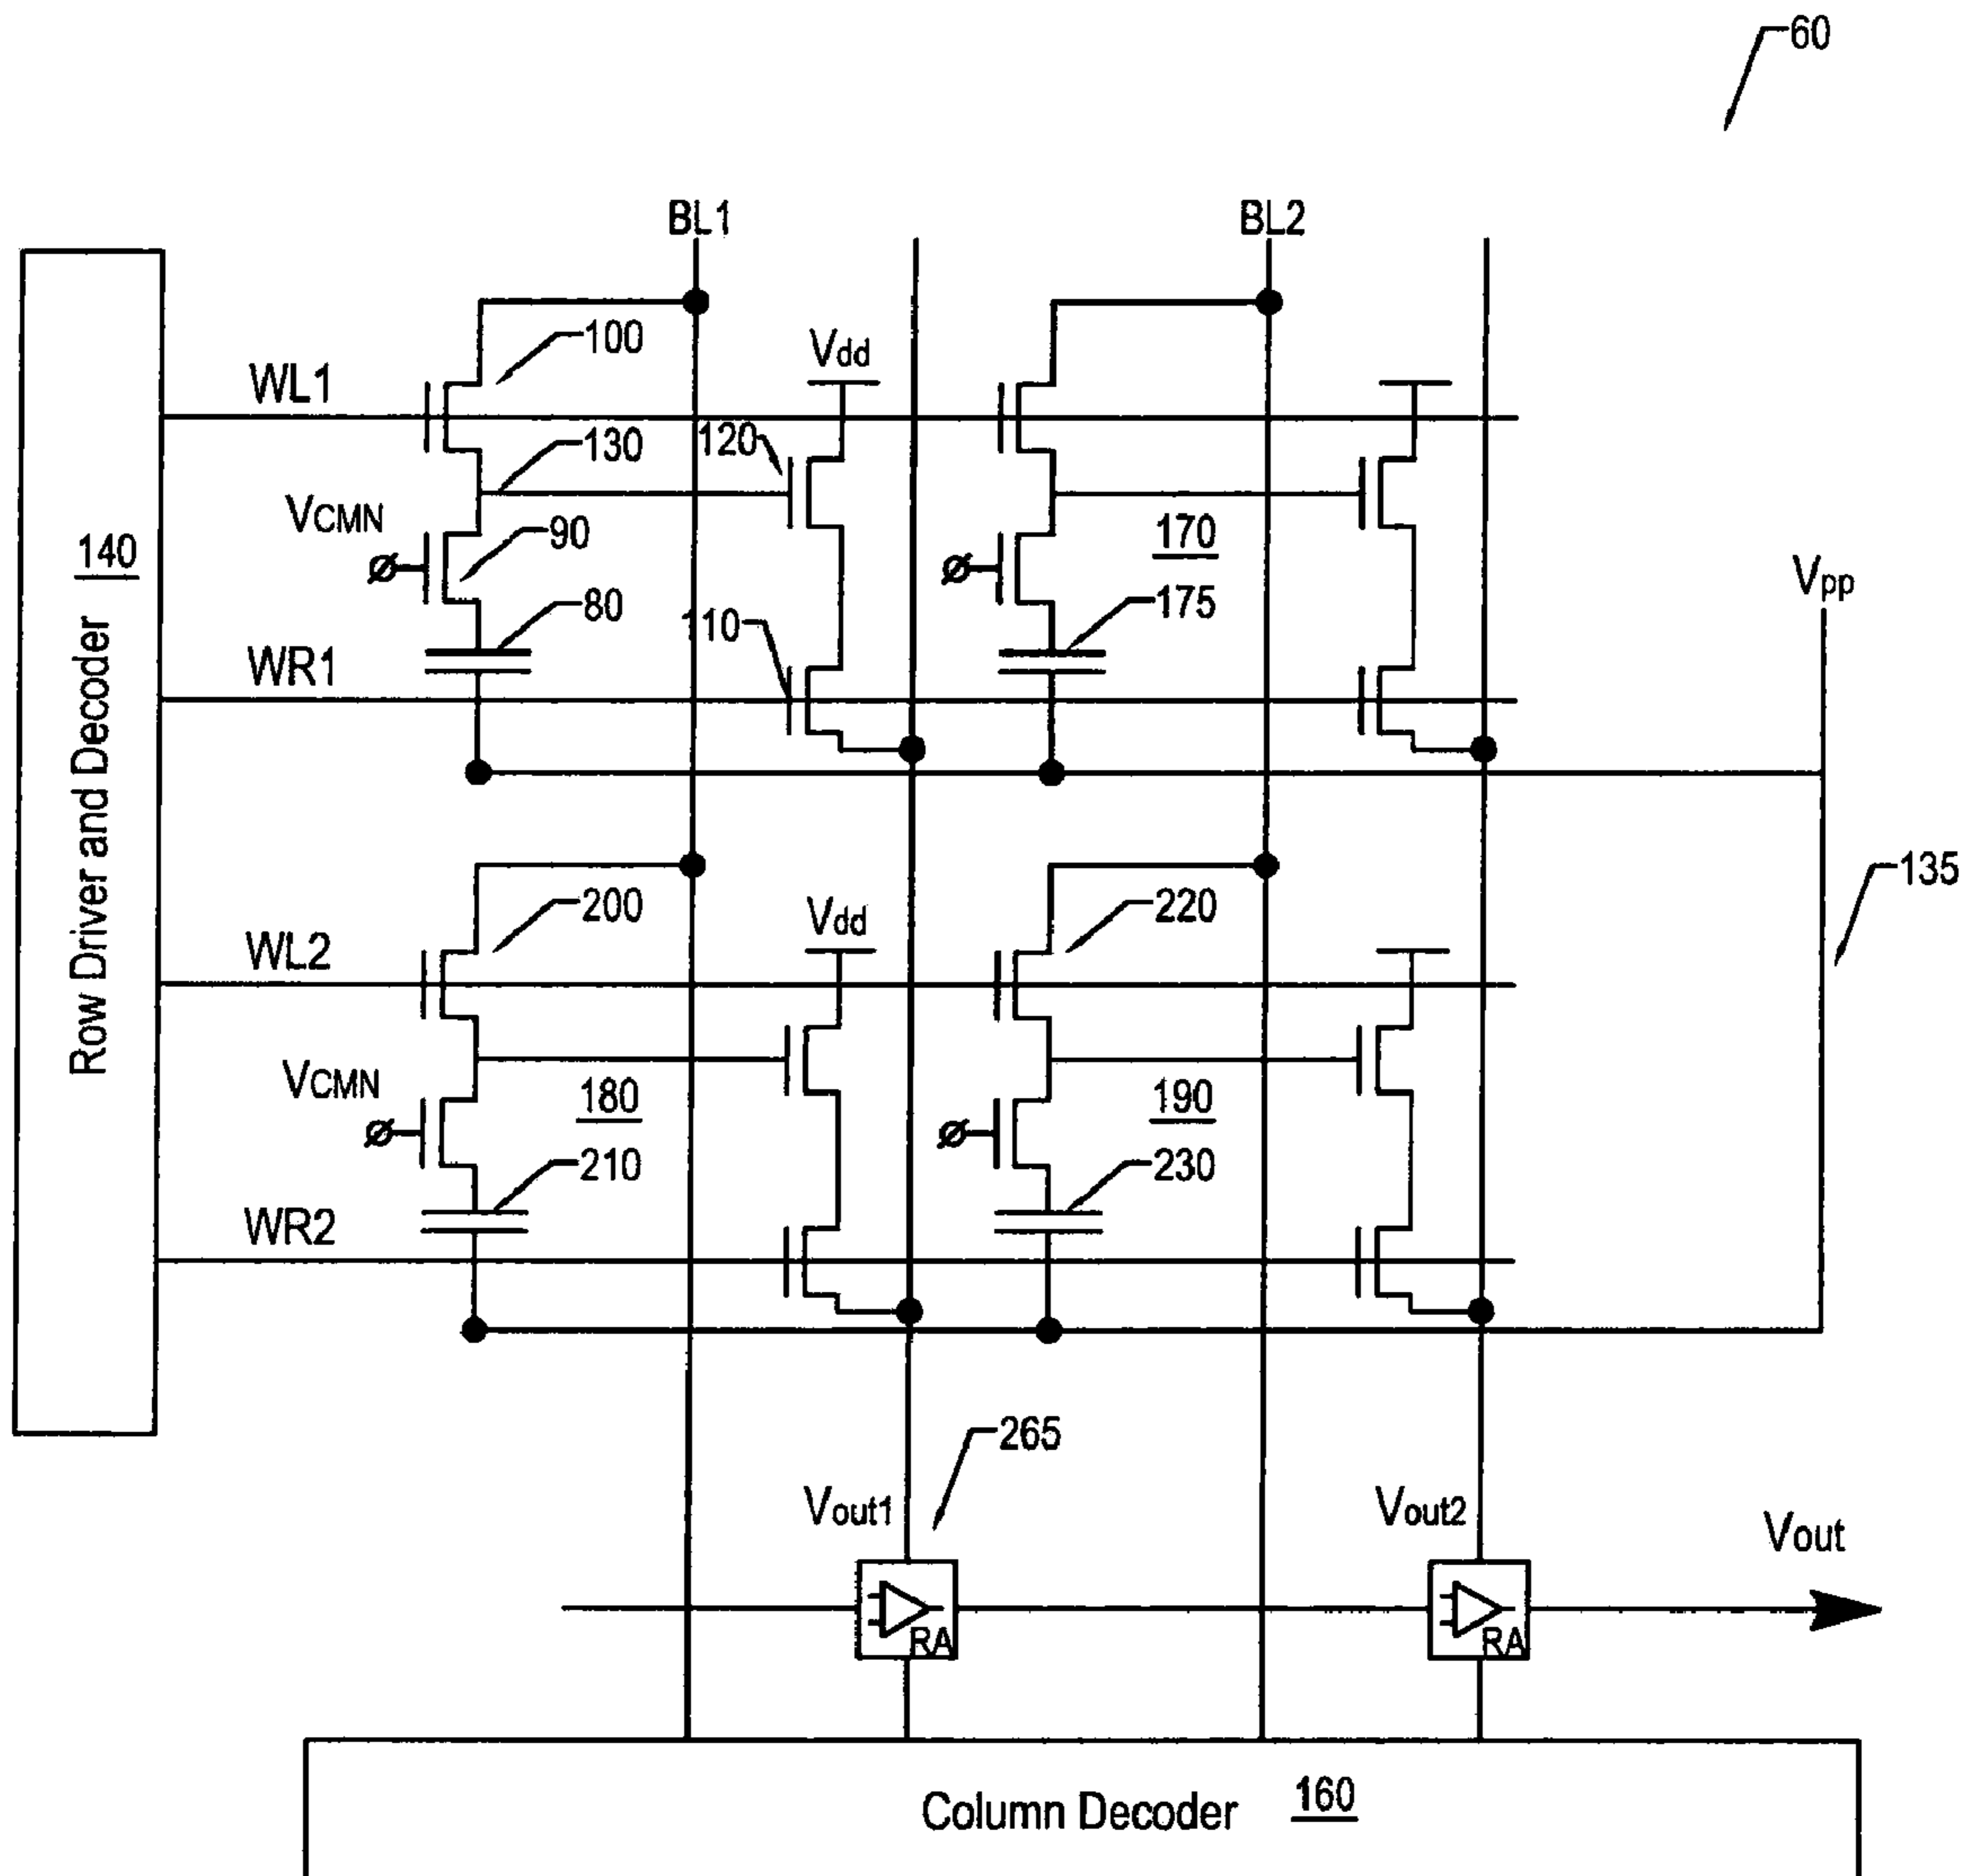 60
BL1
BL2
100
Vdd
WL1
130
120
VCMN
90
170
140
Row Driver and Decoder
80
175
Vpp
110
WR1
135
200
Vdd
220
WL2
VCMN
180
190
210
230
WR2
265
Vout1
Vout2
Vout
RA
RA
Column Decoder 160